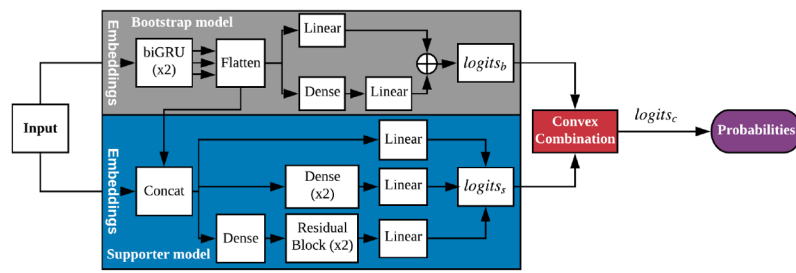 Bootstrap model
Embeddings
biGRU
(x2)
Flatten
Linear
Dense
Linear
logits_b
Input
Convex
Combination
logits_c
Probabilities
Embeddings
Concat
Linear
Dense
(x2)
Linear
logits_s
Dense
Residual
Block (x2)
Linear
Supporter model